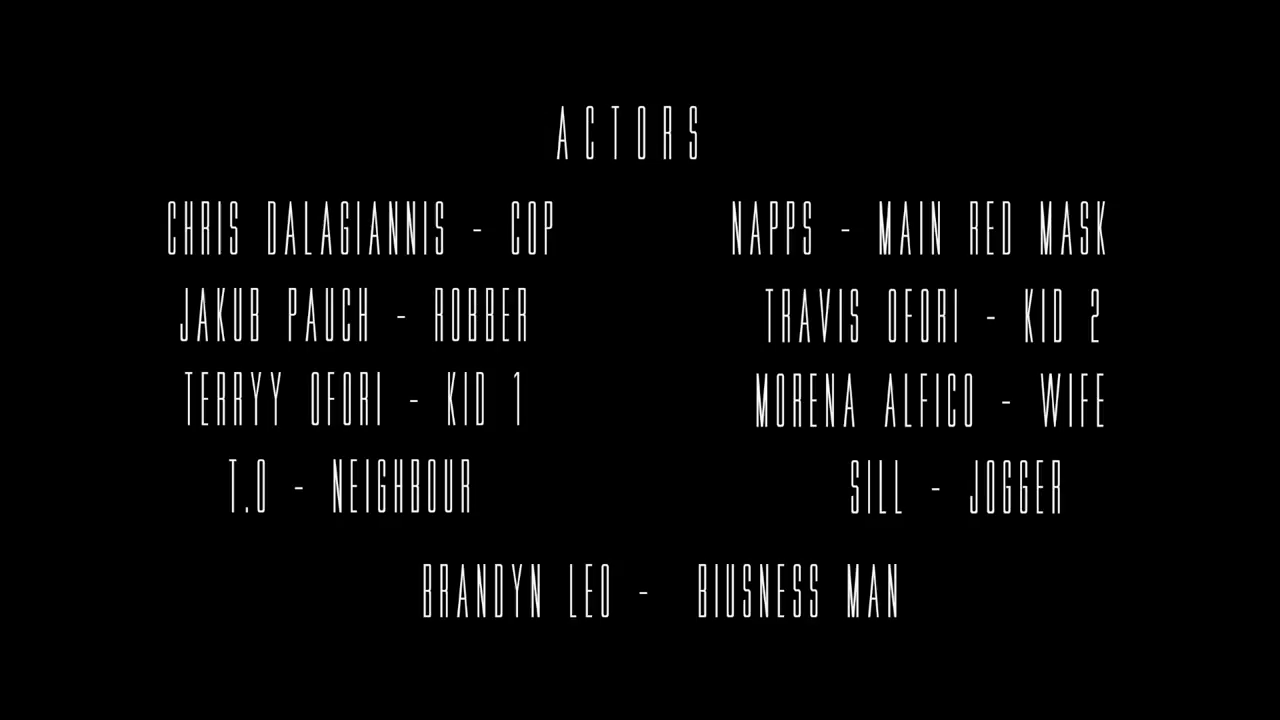 ACTORS
CHRIS DALAGIANNIS - COP
NAPPS - MAIN RED MASK
JAKUB PAUCH - ROBBER
TRAVIS OFORI - KID 2
TERRYY OFORI - KID 1
MORENA ALFICO - WIFE
T.O - NEIGHBOUR
SILL - JOGGER
BRANDYN LEO - BIUSNESS MAN